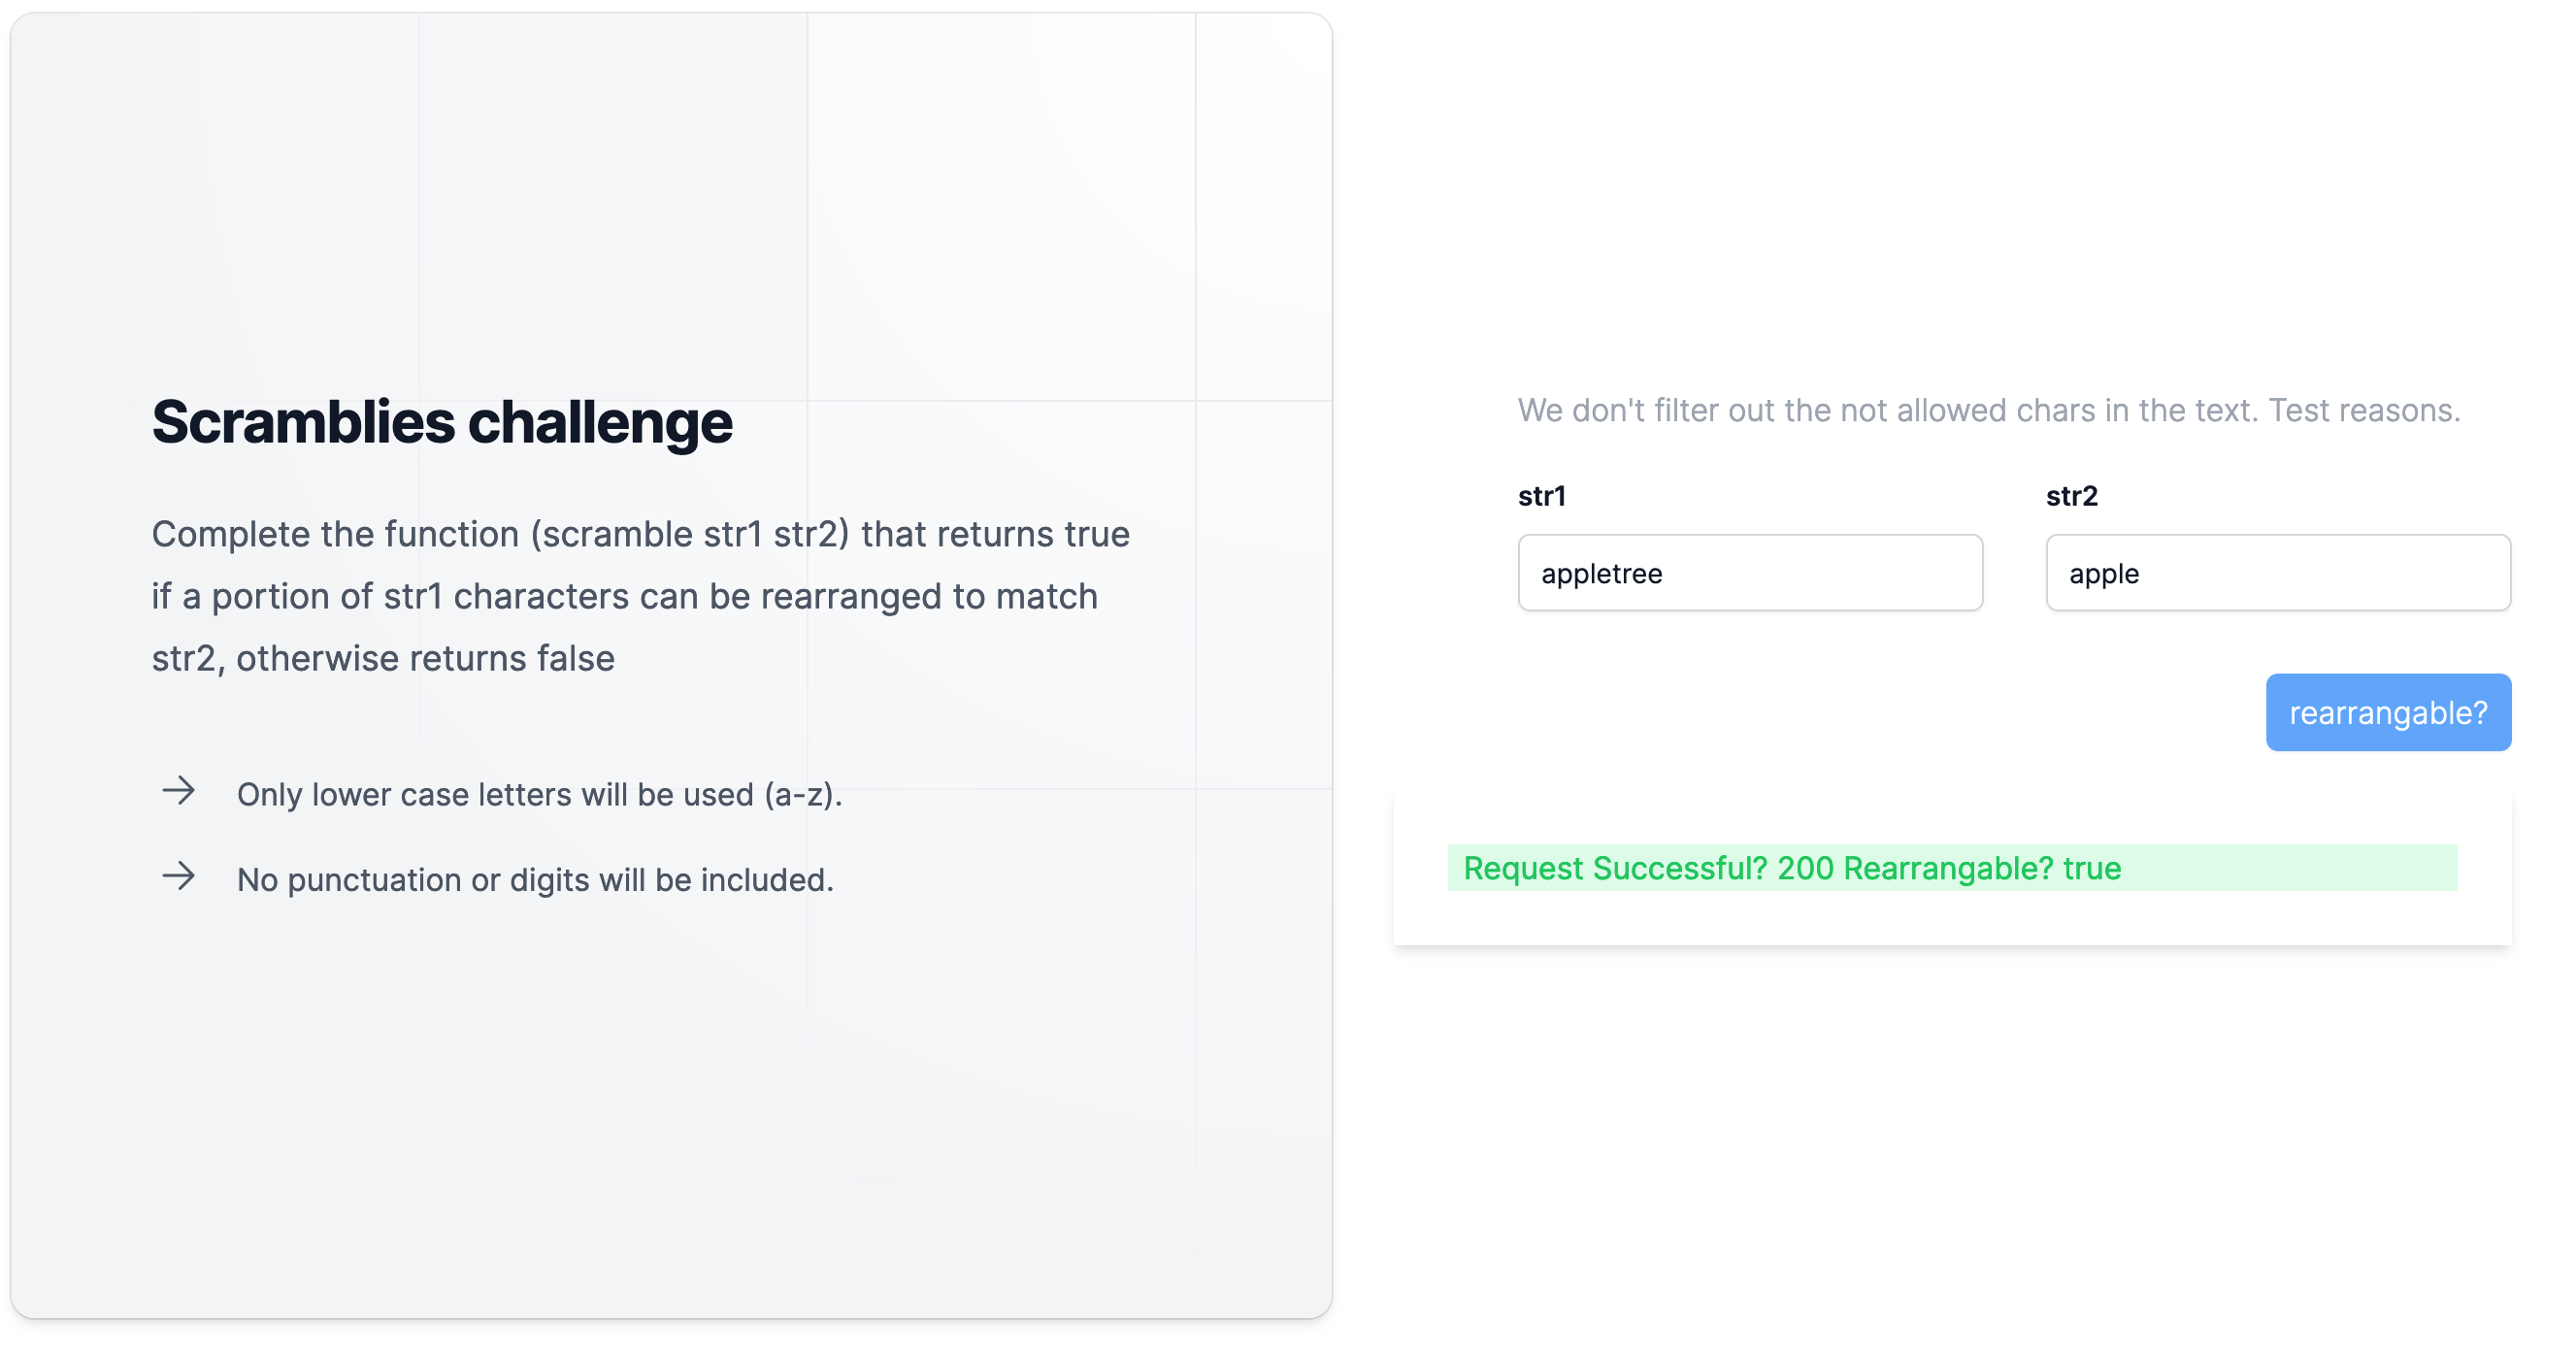 Scramblies challenge
Complete the function (scramble str1 str2) that returns true
if a portion of str1 characters can be rearranged to match
str2, otherwise returns false
Only lower case letters will be used (a-z).
No punctuation or digits will be included.
We don't filter out the not allowed chars in the text. Test reasons.
str1
str2
appletree
apple
rearrangable?
Request Successful? 200 Rearrangable? true